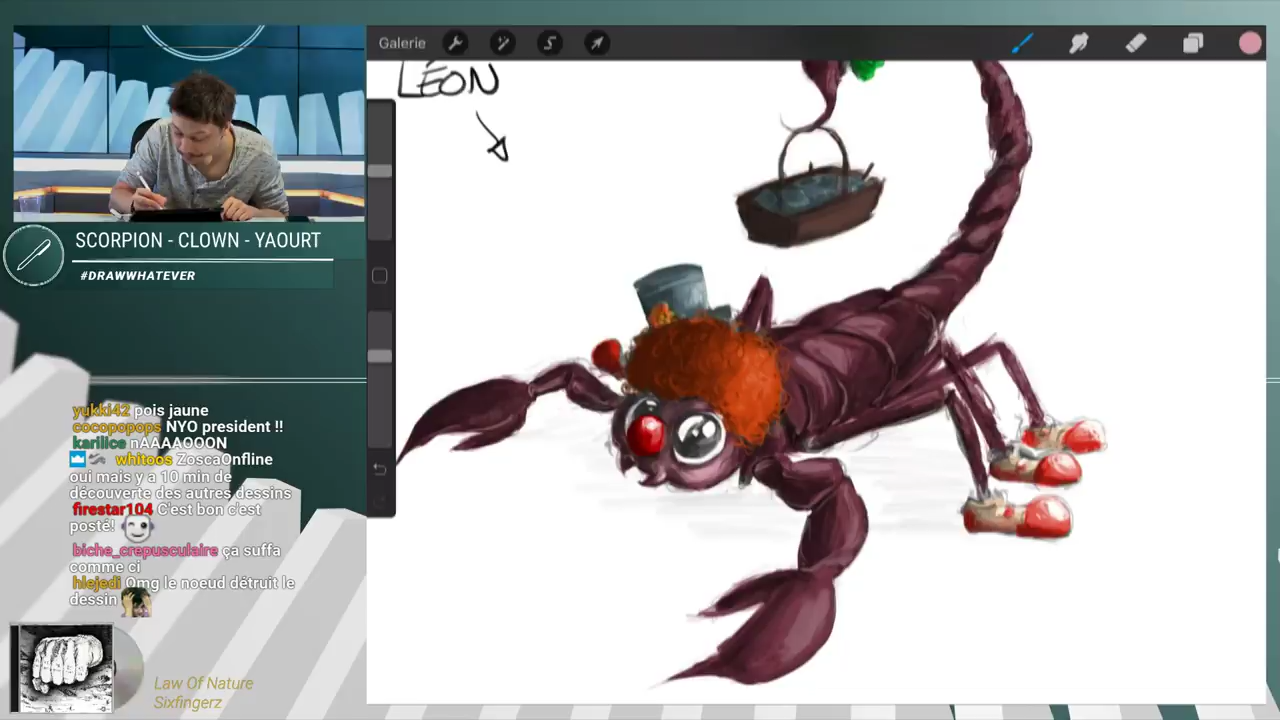 Galerie
LÉON
SCORPION - CLOWN - YAOURT
#DRAWWHATEVER
yukki42 pois jaune
cocopopops NYO president !!
karilice nAAAAOOON
whitoos ZoscaOnfline
oui mais y a 10 min de
découverte des autres dessins
firestar104 C'est bon c'est
posté!
biche_crepusculaire ça suffa
comme ci
hlejedi Omg le noeud détruit le
dessin
Law Of Nature
Sixfingerz